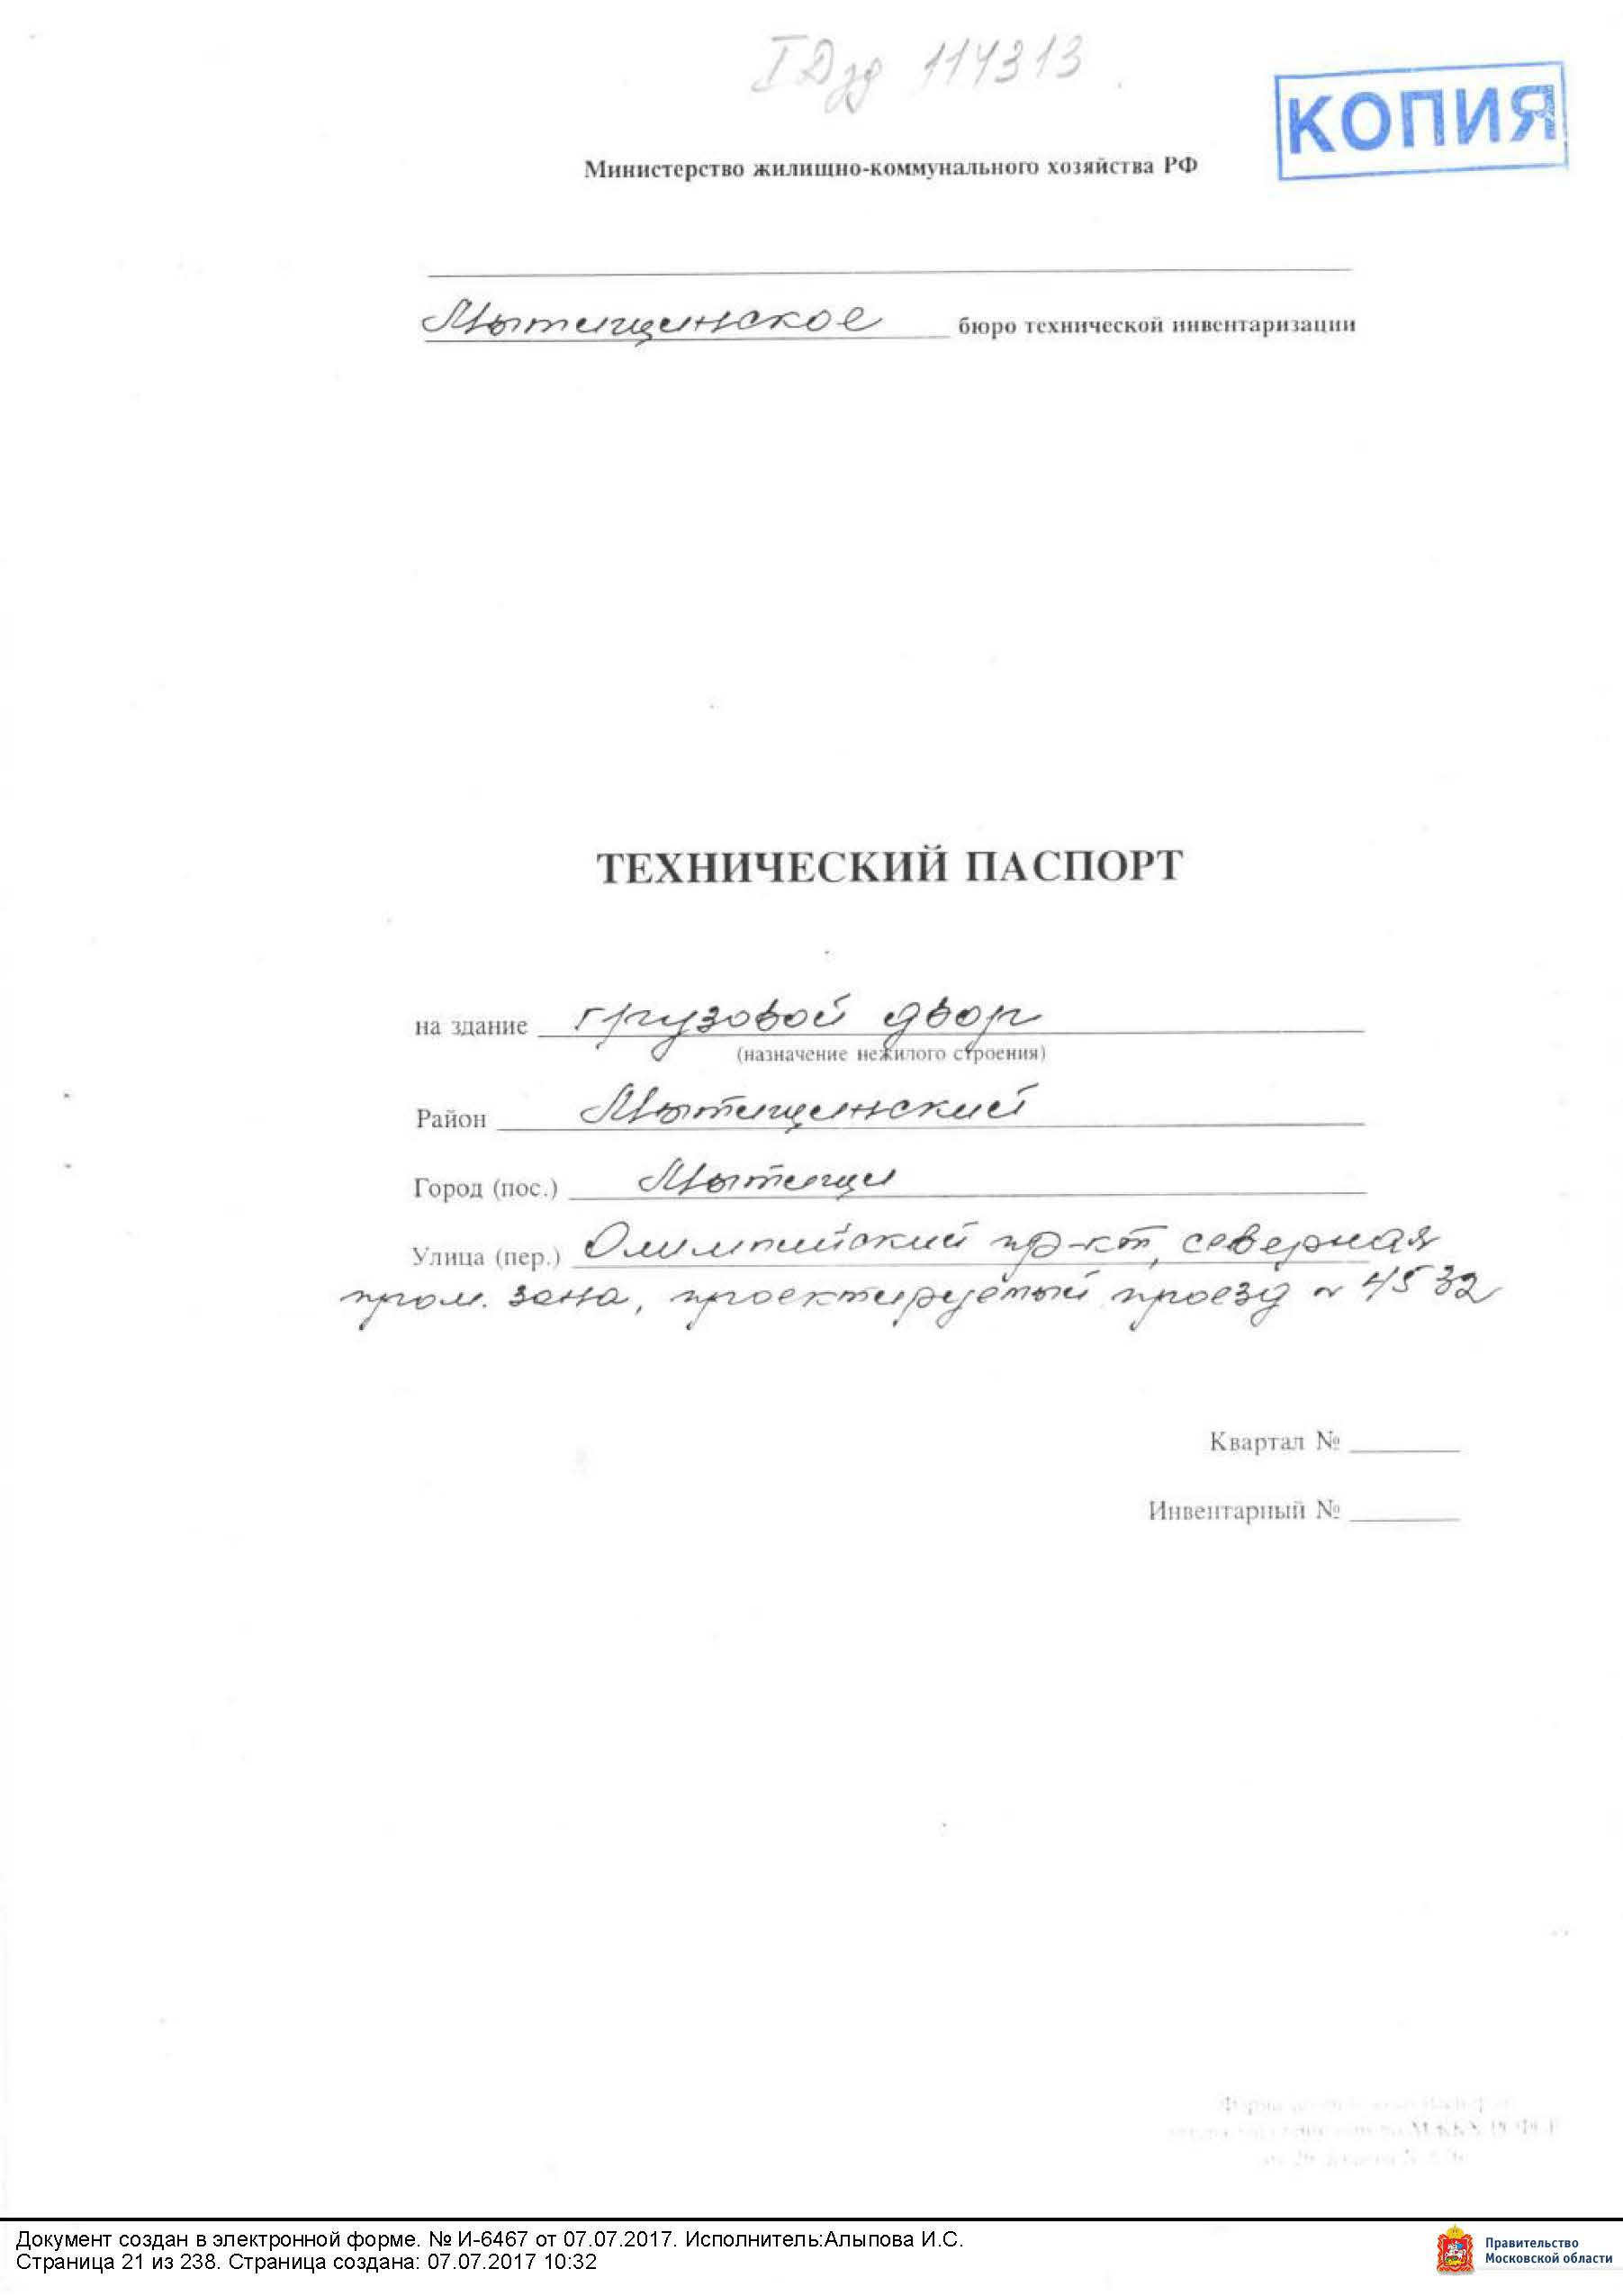 114313
КОПИЯ
Министерство жилищно-коммунального хозяйства РФ
Мытищинское бюро технической инвентаризации
ТЕХНИЧЕСКИЙ ПАСПОРТ
на здание грузовой двор
(назначение нежилого строения)
Район Мытищинский
Город (пос.) Мытищи
Улица (пер.) Олимпийский пр-кт, северная
пром. зона, проектируемый проезд № 4532
Квартал №
Инвентарный №
Документ создан в электронной форме. № И-6467 от 07.07.2017. Исполнитель:Алыпова И.С.
Страница 21 из 238. Страница создана: 07.07.2017 10:32
Правительство
Московской области